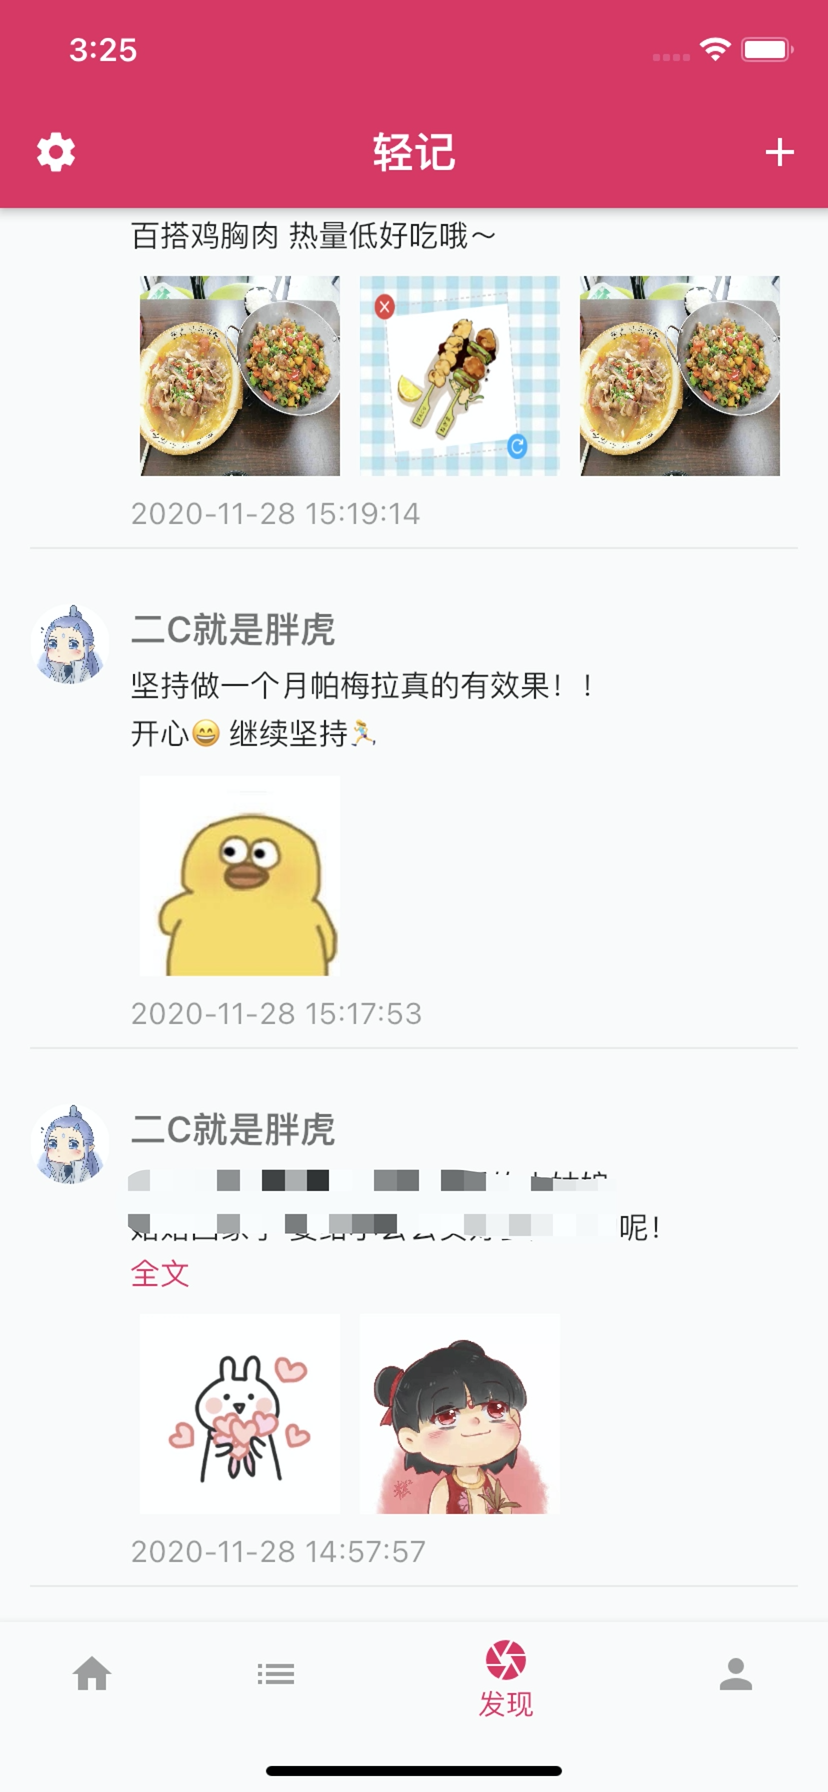 3:25
轻记
百搭鸡胸肉 热量低好吃哦～
2020-11-28 15:19:14
二C就是胖虎
坚持做一个月帕梅拉真的有效果！！
开心😄 继续坚持🏃
2020-11-28 15:17:53
二C就是胖虎
呢！
全文
2020-11-28 14:57:57
发现